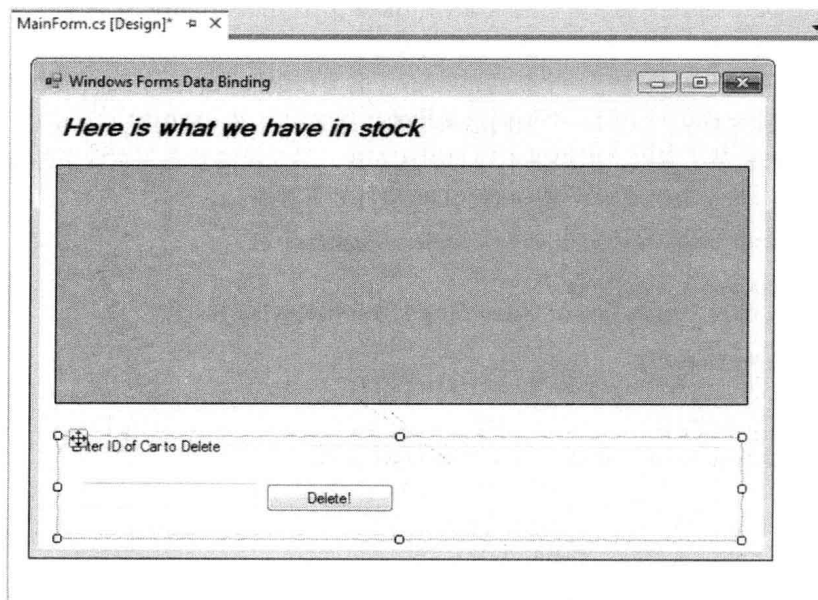 MainForm.cs [Design]*
Windows Forms Data Binding
Here is what we have in stock
ter ID of Car to Delete
Delete!